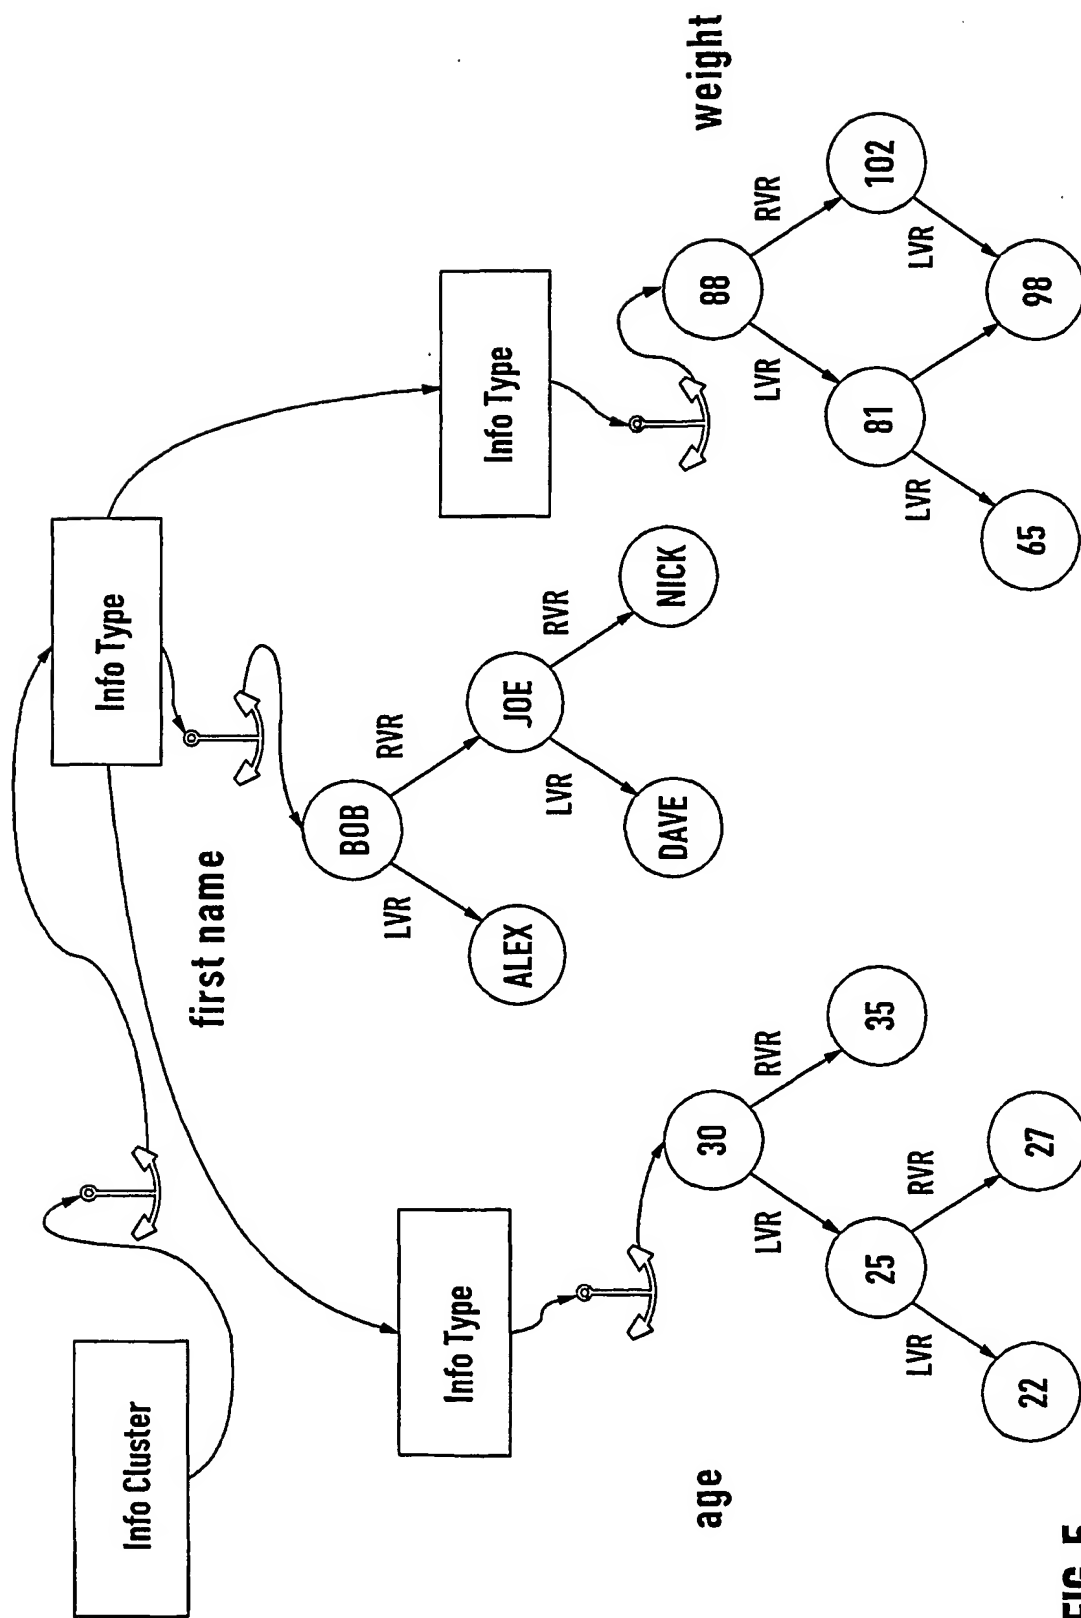 Info Cluster
Info Type
first name
BOB
LVR
RVR
ALEX
JOE
LVR
RVR
DAVE
NICK
Info Type
age
30
LVR
RVR
25
35
LVR
RVR
22
27
Info Type
weight
88
LVR
RVR
81
102
LVR
LVR
65
98
FIG. 5